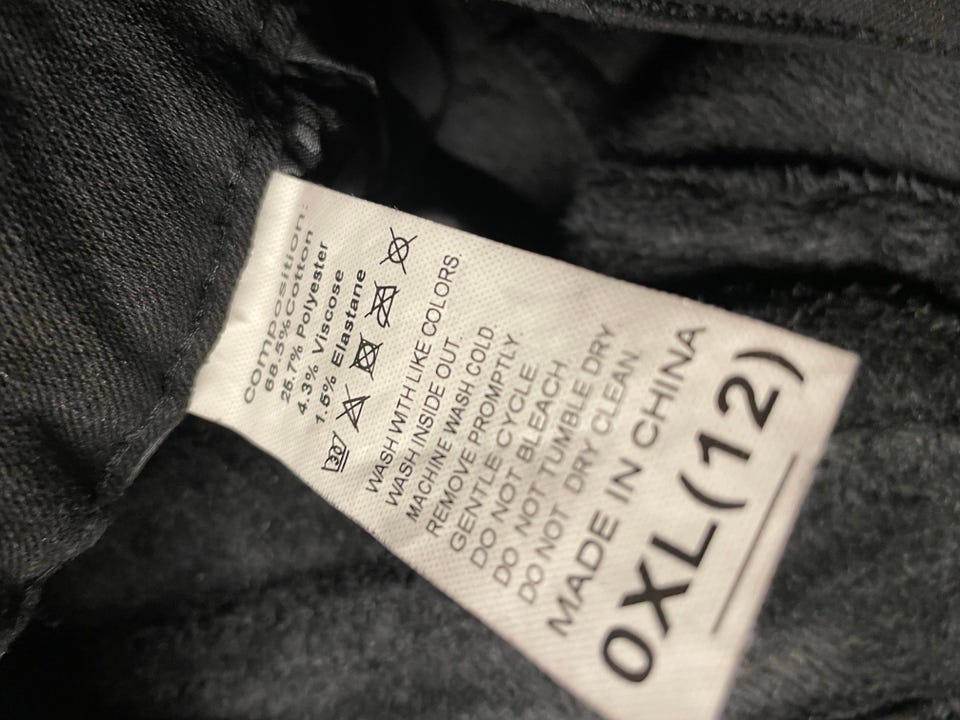 Composition:
68.5%Cotton
25.7% Polyester
4.3% Viscose
1.5% Elastane
30
WASH WTH LIKE COLORS.
WASH INSIDE OUT
MACHINE WASH COLD.
REMOVE PROMPTLY.
GENTLE CYCLE.
DO NOT BLEACH.
DO NOT TUMBLE DRY
DO NOT DRY CLEAN.
MADE IN CHINA
0XL(12)